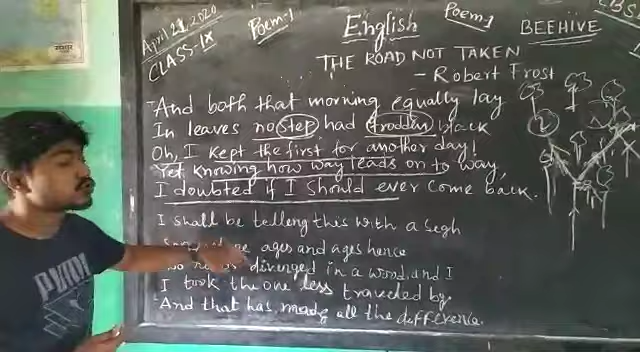 April 21, 2020
CLASS-IX
Poem-1
English
Poem-1
BEEHIVE
CBS
THE ROAD NOT TAKEN
- Robert Frost
And both that morning equally lay
In leaves no step had trodden black
Oh, I kept the first for another day!
Yet knowing how way leads on to way,
I doubted if I should ever come back.
I shall be telling this with a sigh
ages and ages hence
diverged in a wood, and I
I took the one less traveled by,
And that has made all the difference.
PUMA